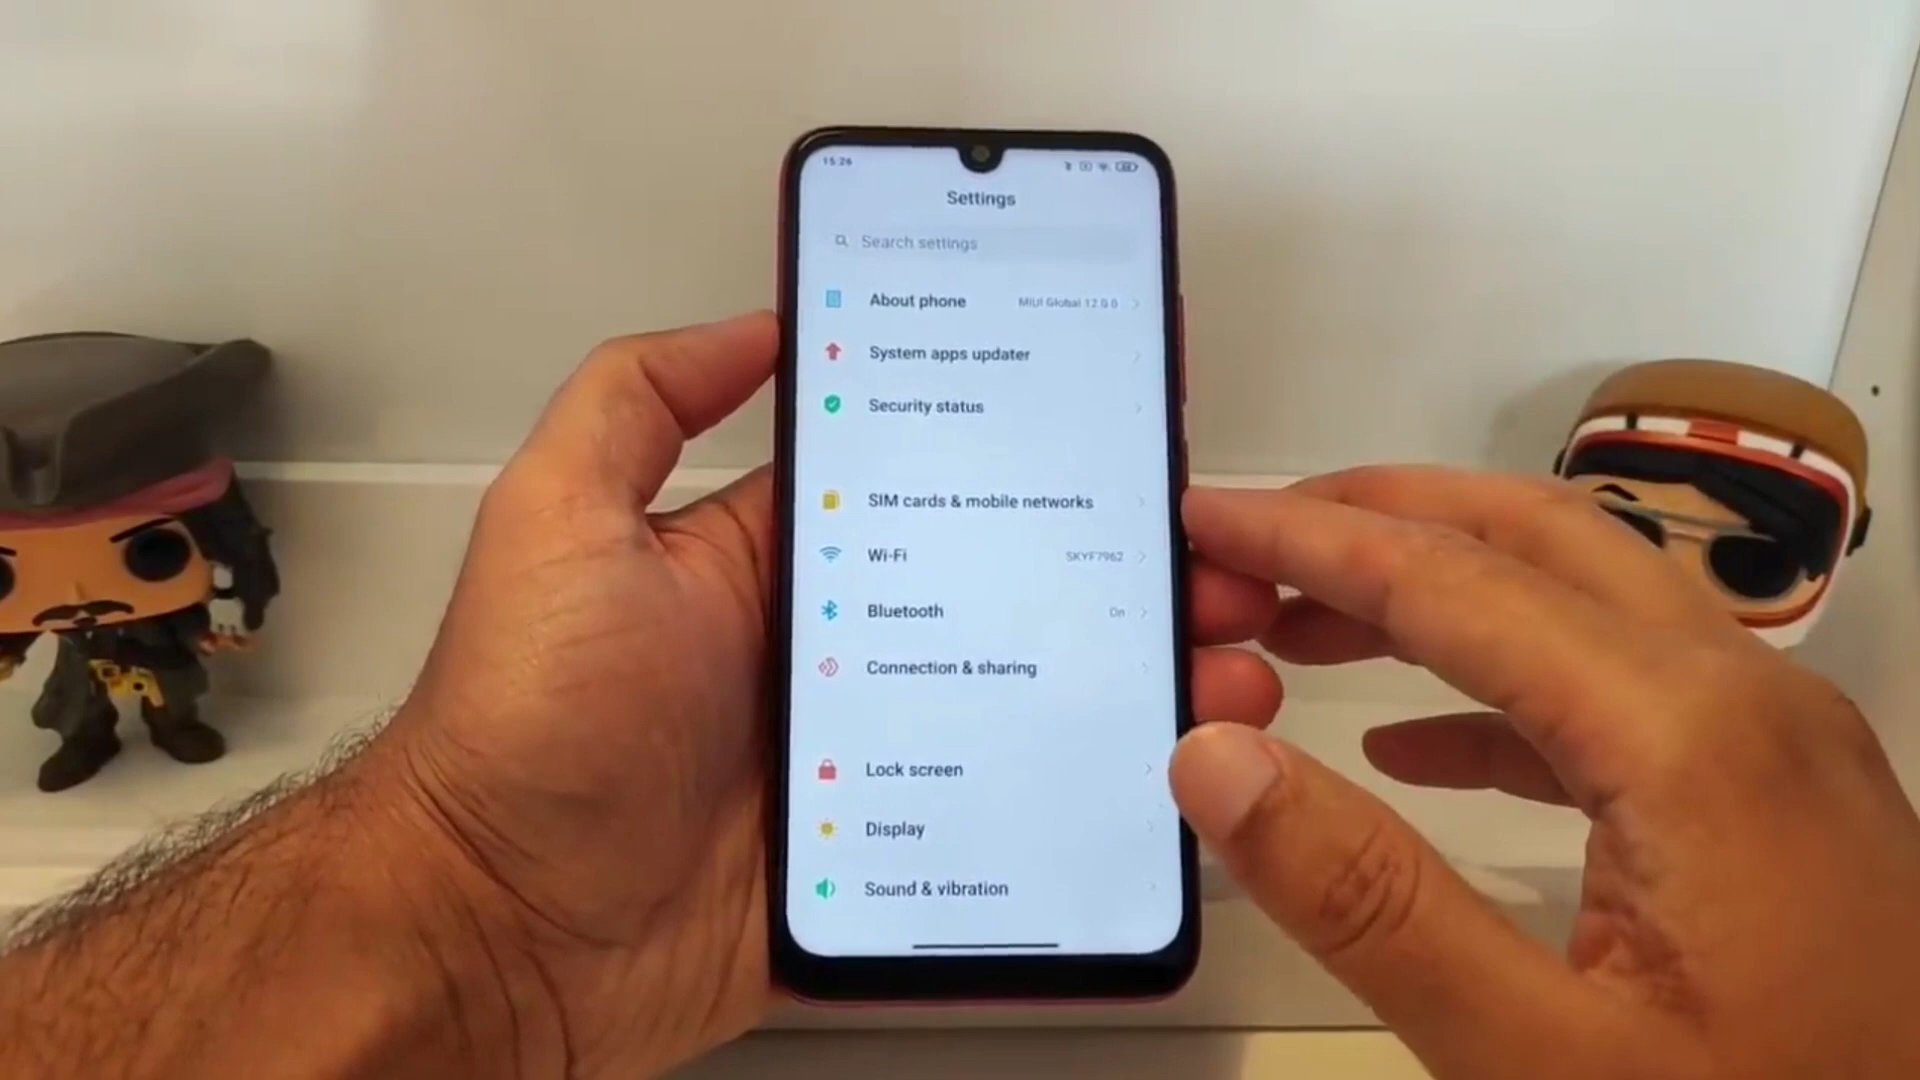 15:26
Settings
Search settings
About phone MIUI Global 12.0.0
System apps updater
Security status
SIM cards & mobile networks
Wi-Fi SKYF7962
Bluetooth On
Connection & sharing
Lock screen
Display
Sound & vibration